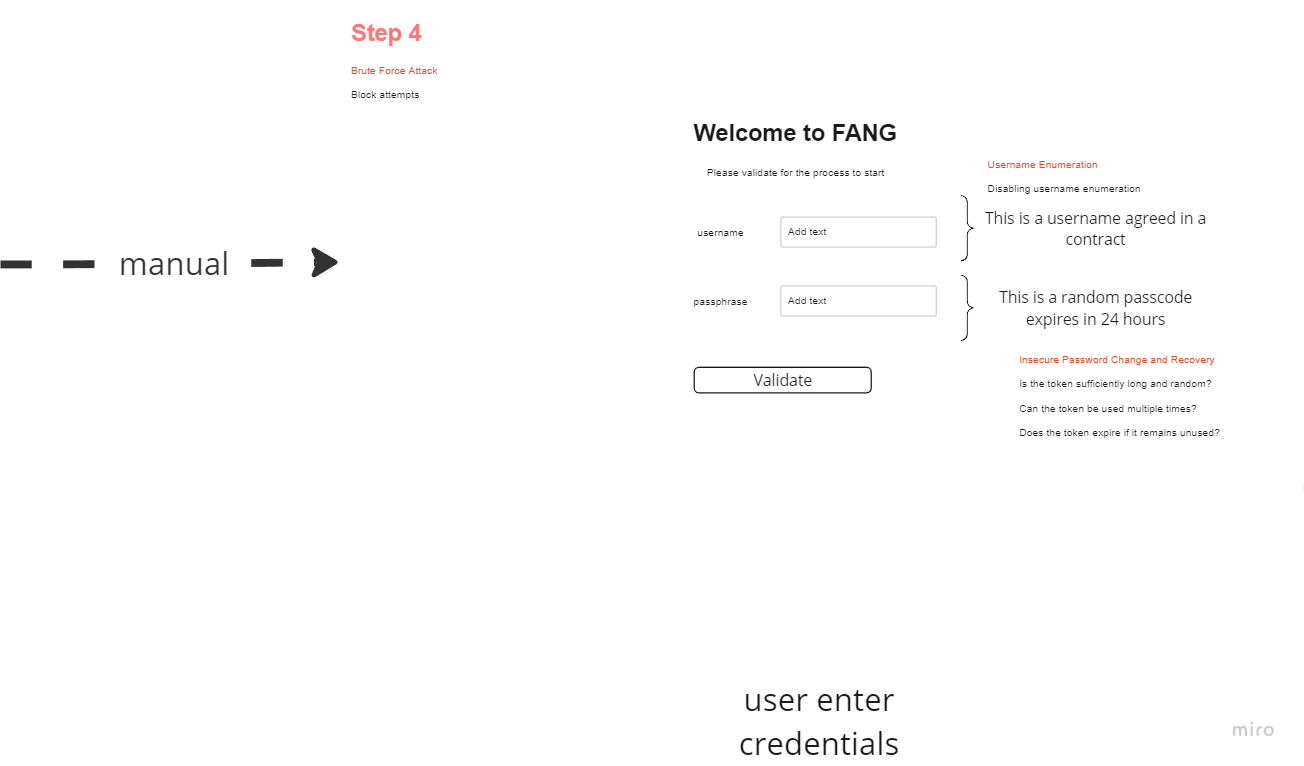 Step 4
Brute Force Attack
Block attempts
manual
Welcome to FANG
Please validate for the process to start
username
Add text
passphrase
Add text
Validate
Username Enumeration
Disabling username enumeration
This is a username agreed in a
contract
This is a random passcode
expires in 24 hours
Insecure Password Change and Recovery
Is the token sufficiently long and random?
Can the token be used multiple times?
Does the token expire if it remains unused?
user enter
credentials
miro